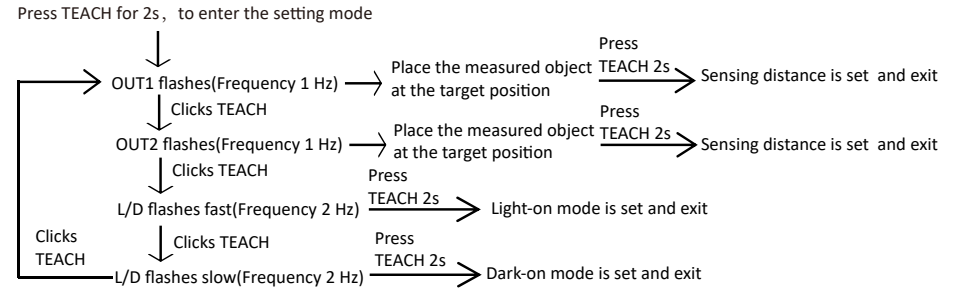 Press TEACH for 2s，to enter the setting mode
OUT1 flashes(Frequency 1 Hz)
Place the measured object
at the target position
Press
TEACH 2s
Sensing distance is set and exit
Clicks TEACH
OUT2 flashes(Frequency 1 Hz)
Place the measured object
at the target position
Press
TEACH 2s
Sensing distance is set and exit
Clicks TEACH
L/D flashes fast(Frequency 2 Hz)
Press
TEACH 2s
Light-on mode is set and exit
Clicks TEACH
Clicks
TEACH
L/D flashes slow(Frequency 2 Hz)
Press
TEACH 2s
Dark-on mode is set and exit